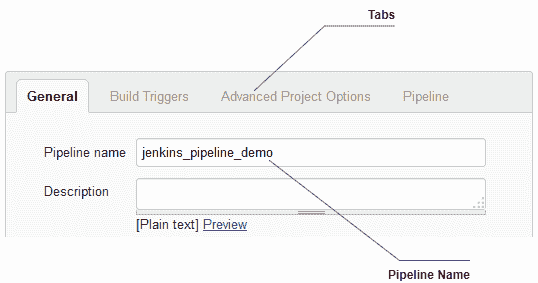 Tabs
General Build Triggers Advanced Project Options Pipeline
Pipeline name jenkins_pipeline_demo
Description
[Plain text] Preview
Pipeline Name